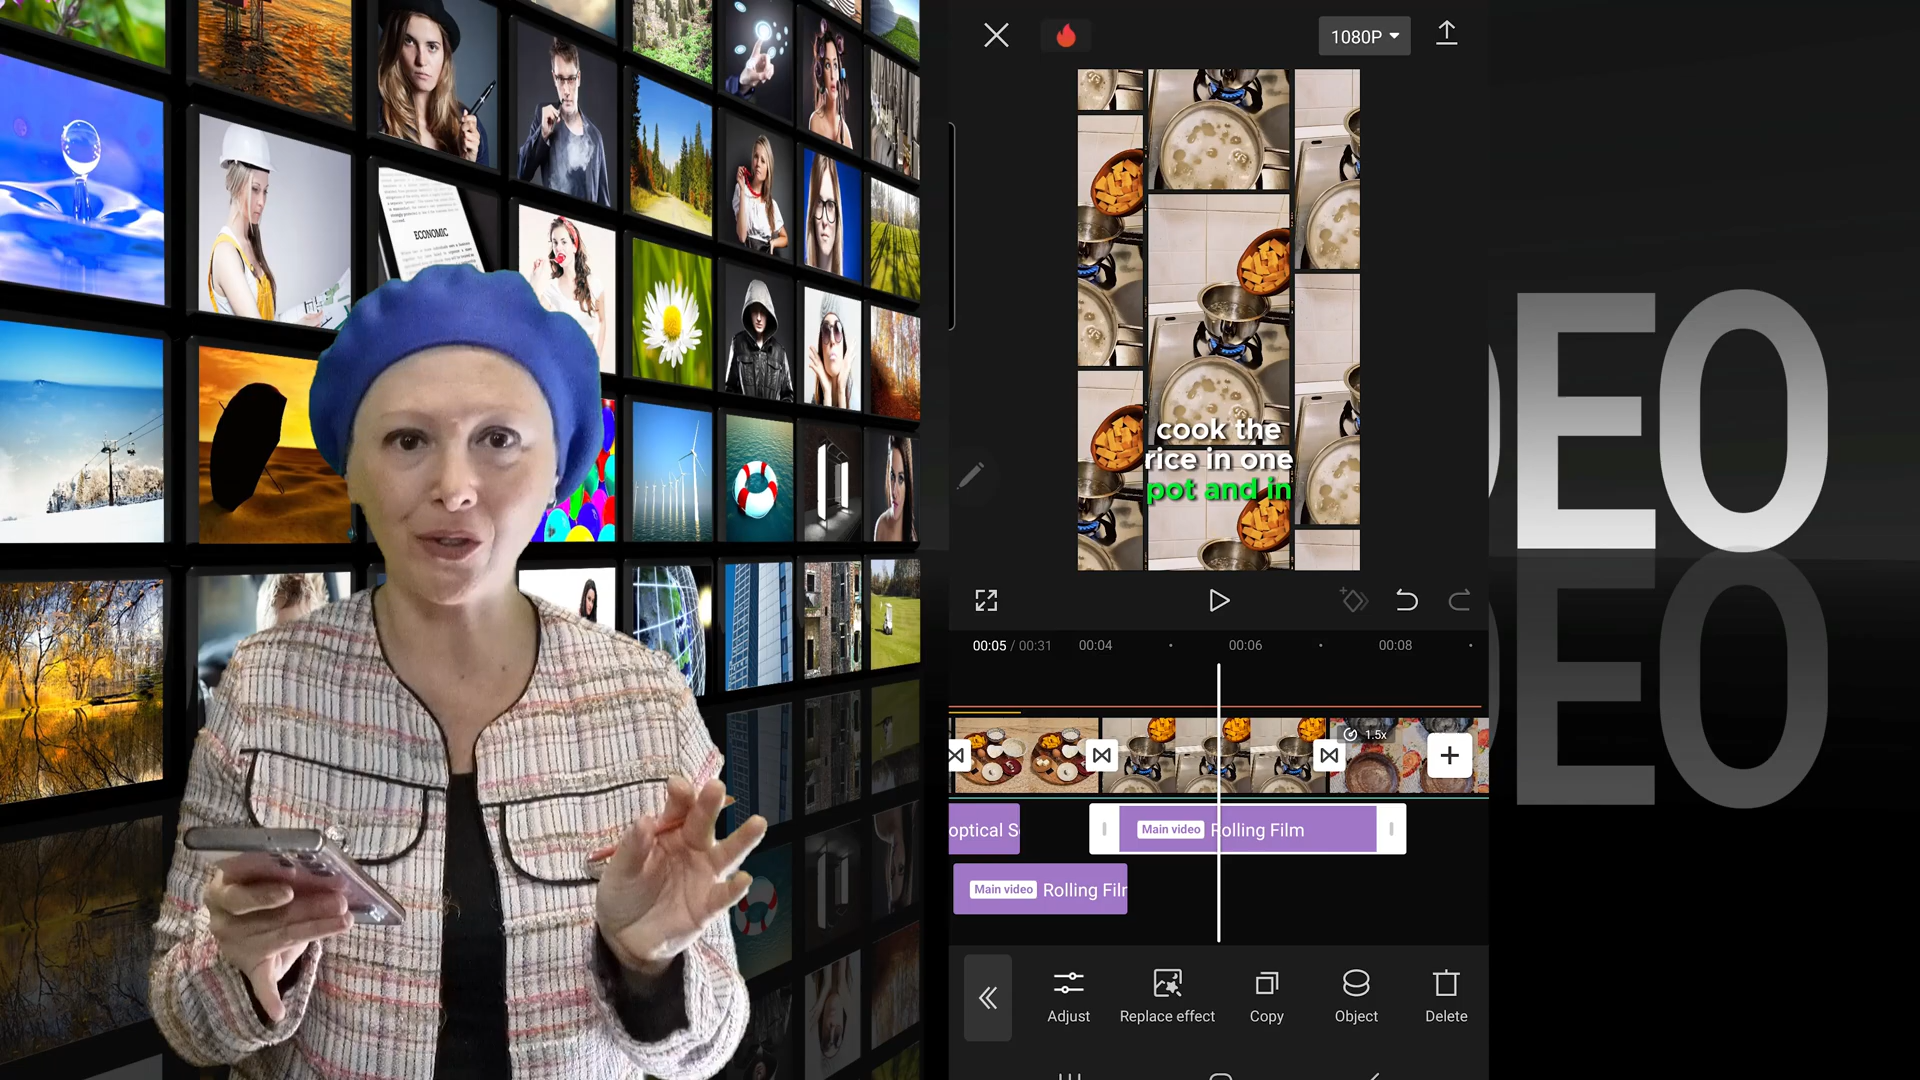 ECONOMIC
1080P
cook the
rice in one
pot and in
00:05 / 00:31
00:04
00:06
00:08
1.5x
optical S
Main video Rolling Film
Main video Rolling Fil
Adjust
Replace effect
Copy
Object
Delete
EO